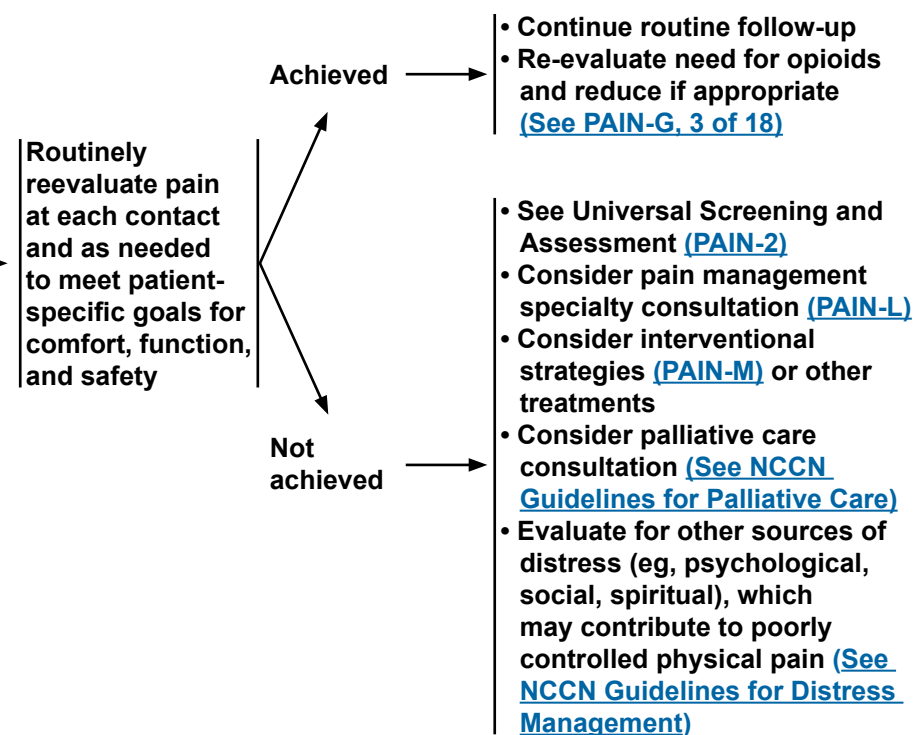 Routinely
reevaluate pain
at each contact
and as needed
to meet patient-
specific goals for
comfort, function,
and safety
Achieved
• Continue routine follow-up
• Re-evaluate need for opioids
and reduce if appropriate
(See PAIN-G, 3 of 18)
Not
achieved
• See Universal Screening and
Assessment (PAIN-2)
• Consider pain management
specialty consultation (PAIN-L)
• Consider interventional
strategies (PAIN-M) or other
treatments
• Consider palliative care
consultation (See NCCN
Guidelines for Palliative Care)
• Evaluate for other sources of
distress (eg, psychological,
social, spiritual), which
may contribute to poorly
controlled physical pain (See
NCCN Guidelines for Distress
Management)